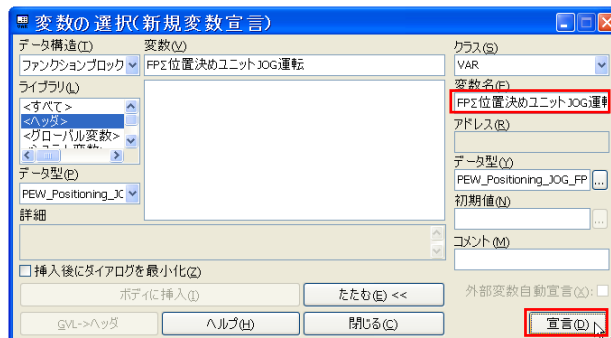 変数の選択(新規変数宣言)
データ構造(T)
変数(V)
クラス(S)
ファンクションブロック
FPΣ位置決めユニットJOG運転
VAR
ライブラリ(L)
変数名(F)
<すべて>
<ヘッダ>
<グローバル変数>
FPΣ位置決めユニットJOG運
アドレス(R)
データ型(Y)
データ型(P)
PEW_Positioning_JC
PEW_Positioning_JOG_FP
...
初期値(N)
詳細
...
コメント(M)
挿入後にダイアログを最小化(Z)
ボディに挿入(I)
たたむ(E) <<
外部変数自動宣言(X):
GVL->ヘッダ
ヘルプ(H)
閉じる(C)
宣言(D)